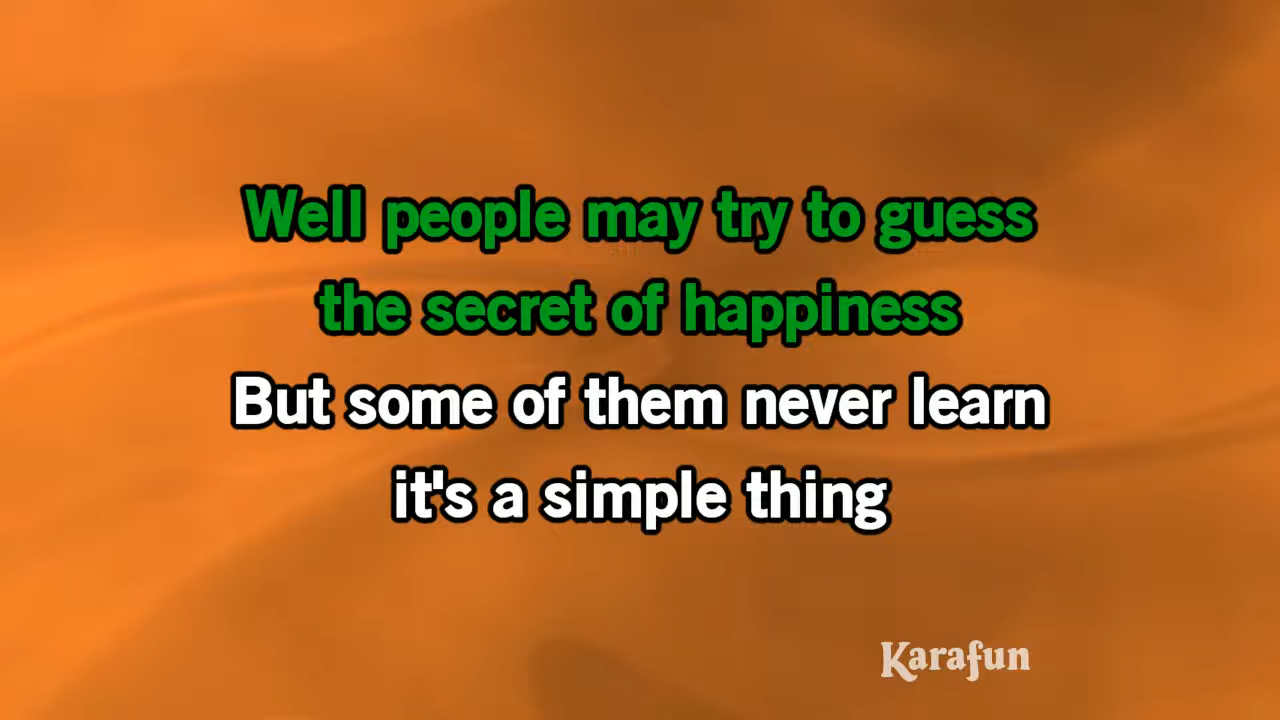 Well people may try to guess
the secret of happiness
But some of them never learn
it's a simple thing
Karafun